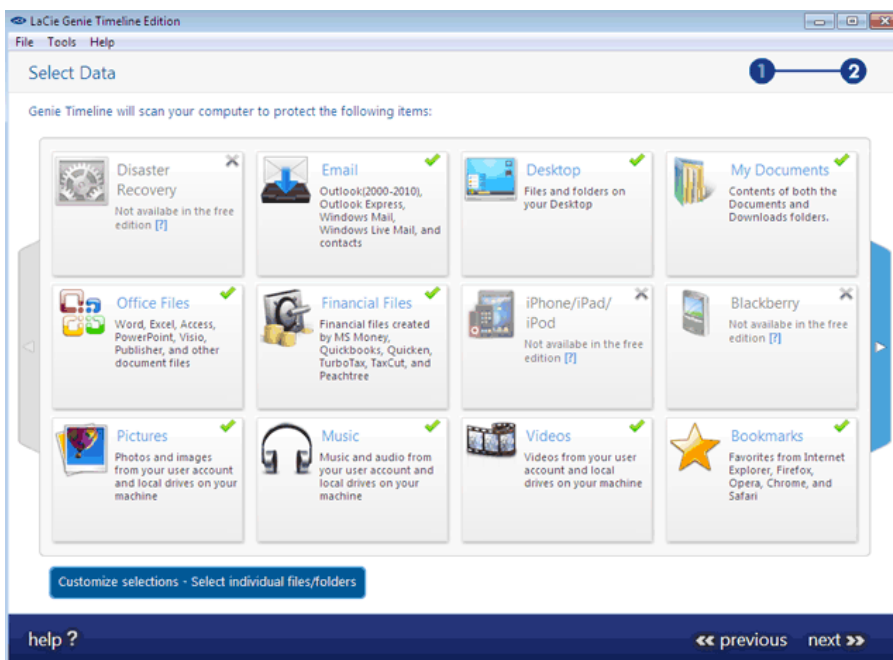 LaCie Genie Timeline Edition
File Tools Help
Select Data
1 2
Genie Timeline will scan your computer to protect the following items:
Disaster
Recovery
Not availabe in the free
edition [?]
Email
Outlook(2000-2010),
Outlook Express,
Windows Mail,
Windows Live Mail, and
contacts
Desktop
Files and folders on
your Desktop
My Documents
Contents of both the
Documents and
Downloads folders.
Office Files
Word, Excel, Access,
PowerPoint, Visio,
Publisher, and other
document files
Financial Files
Financial files created
by MS Money,
Quickbooks, Quicken,
TurboTax, TaxCut, and
Peachtree
iPhone/iPad/
iPod
Not availabe in the free
edition [?]
Blackberry
Not availabe in the free
edition [?]
Pictures
Photos and images
from your user account
and local drives on your
machine
Music
Music and audio from
your user account and
local drives on your
machine
Videos
Videos from your user
account and local
drives on your machine
Bookmarks
Favorites from Internet
Explorer, Firefox,
Opera, Chrome, and
Safari
Customize selections - Select individual files/folders
help ?
previous next